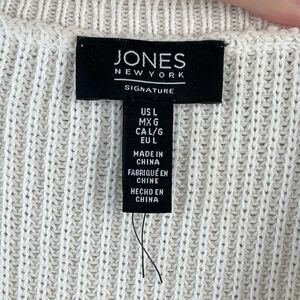 JONES
NEW YORK
SIGNATURE
US L
MX G
CA L/G
EU L
MADE IN
CHINA
FABRIQUÉ EN
CHINE
HECHO EN
CHINA